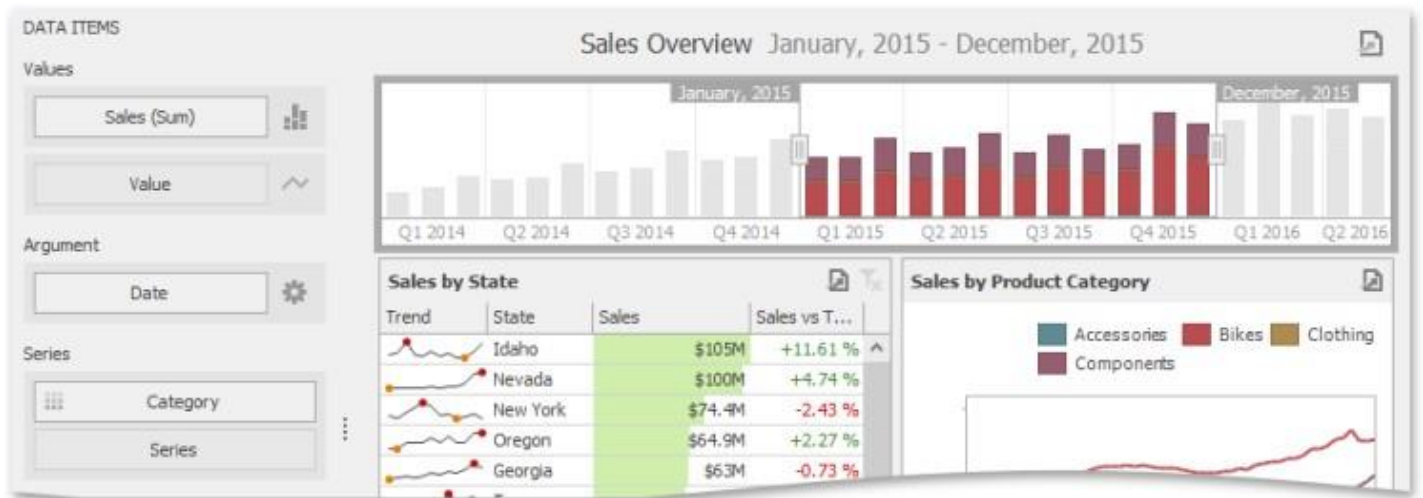 DATA ITEMS
Values
Sales (Sum)
Value
Argument
Date
Series
Category
Series
Sales Overview January, 2015 - December, 2015
January, 2015 December, 2015
Q1 2014 Q2 2014 Q3 2014 Q4 2014 Q1 2015 Q2 2015 Q3 2015 Q4 2015 Q1 2016 Q2 2016
Sales by State
Trend State Sales Sales vs T...
Idaho $105M +11.61 %
Nevada $100M +4.74 %
New York $74.4M -2.43 %
Oregon $64.9M +2.27 %
Georgia $63M -0.73 %
Sales by Product Category
Accessories Bikes Clothing
Components